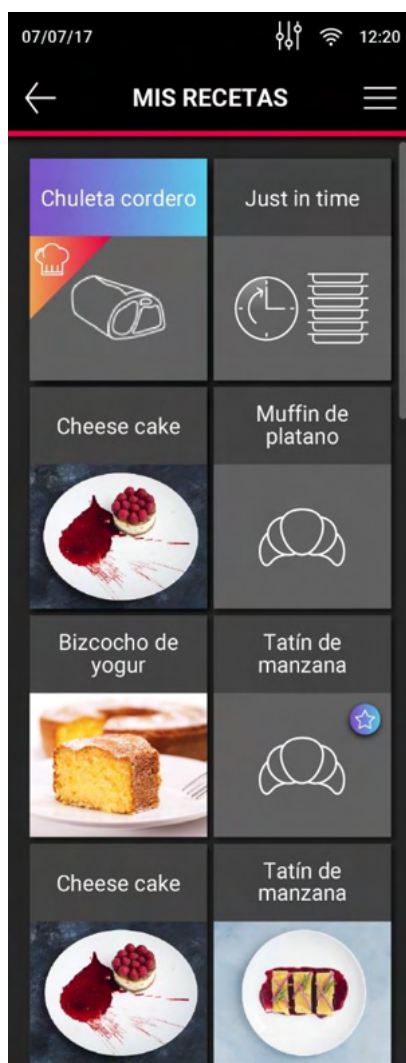 07/07/17 12:20
MIS RECETAS
Chuleta cordero
Just in time
Cheese cake
Muffin de
platano
Bizcocho de
yogur
Tatín de
manzana
Cheese cake
Tatín de
manzana